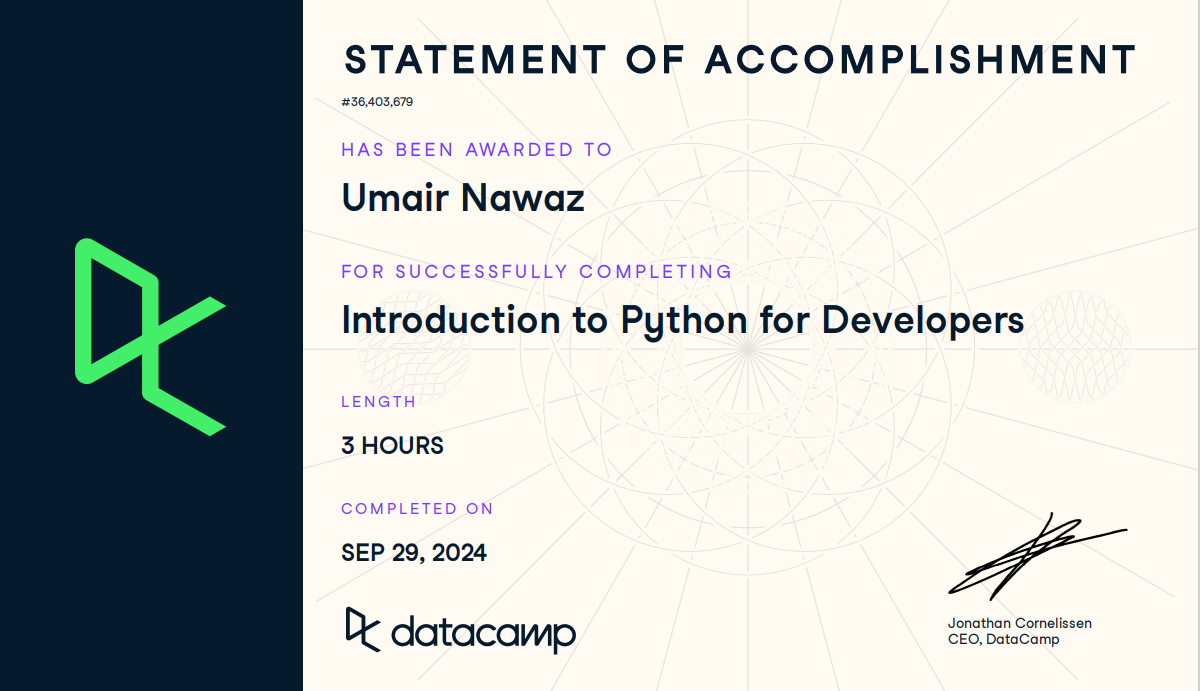 STATEMENT OF ACCOMPLISHMENT
#36,403,679
HAS BEEN AWARDED TO
Umair Nawaz
FOR SUCCESSFULLY COMPLETING
Introduction to Python for Developers
LENGTH
3 HOURS
COMPLETED ON
SEP 29, 2024
datacamp
Jonathan Cornelissen
CEO, DataCamp